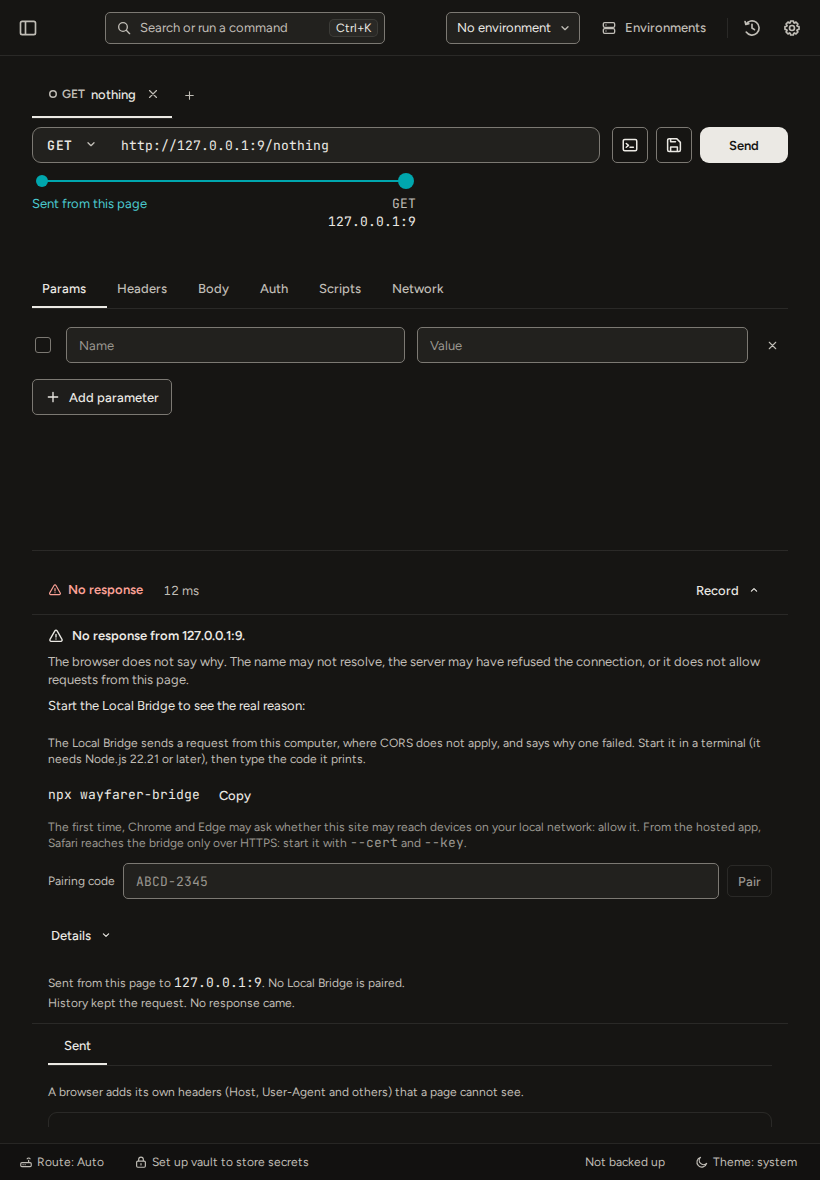 Search or run a command Ctrl+K No environment Environments
GET nothing
GET http://127.0.0.1:9/nothing Send
Sent from this page GET
127.0.0.1:9
Params Headers Body Auth Scripts Network
Name Value
Add parameter
No response 12 ms Record
No response from 127.0.0.1:9.
The browser does not say why. The name may not resolve, the server may have refused the connection, or it does not allow
requests from this page.
Start the Local Bridge to see the real reason:
The Local Bridge sends a request from this computer, where CORS does not apply, and says why one failed. Start it in a terminal (it
needs Node.js 22.21 or later), then type the code it prints.
npx wayfarer-bridge Copy
The first time, Chrome and Edge may ask whether this site may reach devices on your local network: allow it. From the hosted app,
Safari reaches the bridge only over HTTPS: start it with --cert and --key.
Pairing code ABCD-2345 Pair
Details
Sent from this page to 127.0.0.1:9. No Local Bridge is paired.
History kept the request. No response came.
Sent
A browser adds its own headers (Host, User-Agent and others) that a page cannot see.
Route: Auto Set up vault to store secrets Not backed up Theme: system